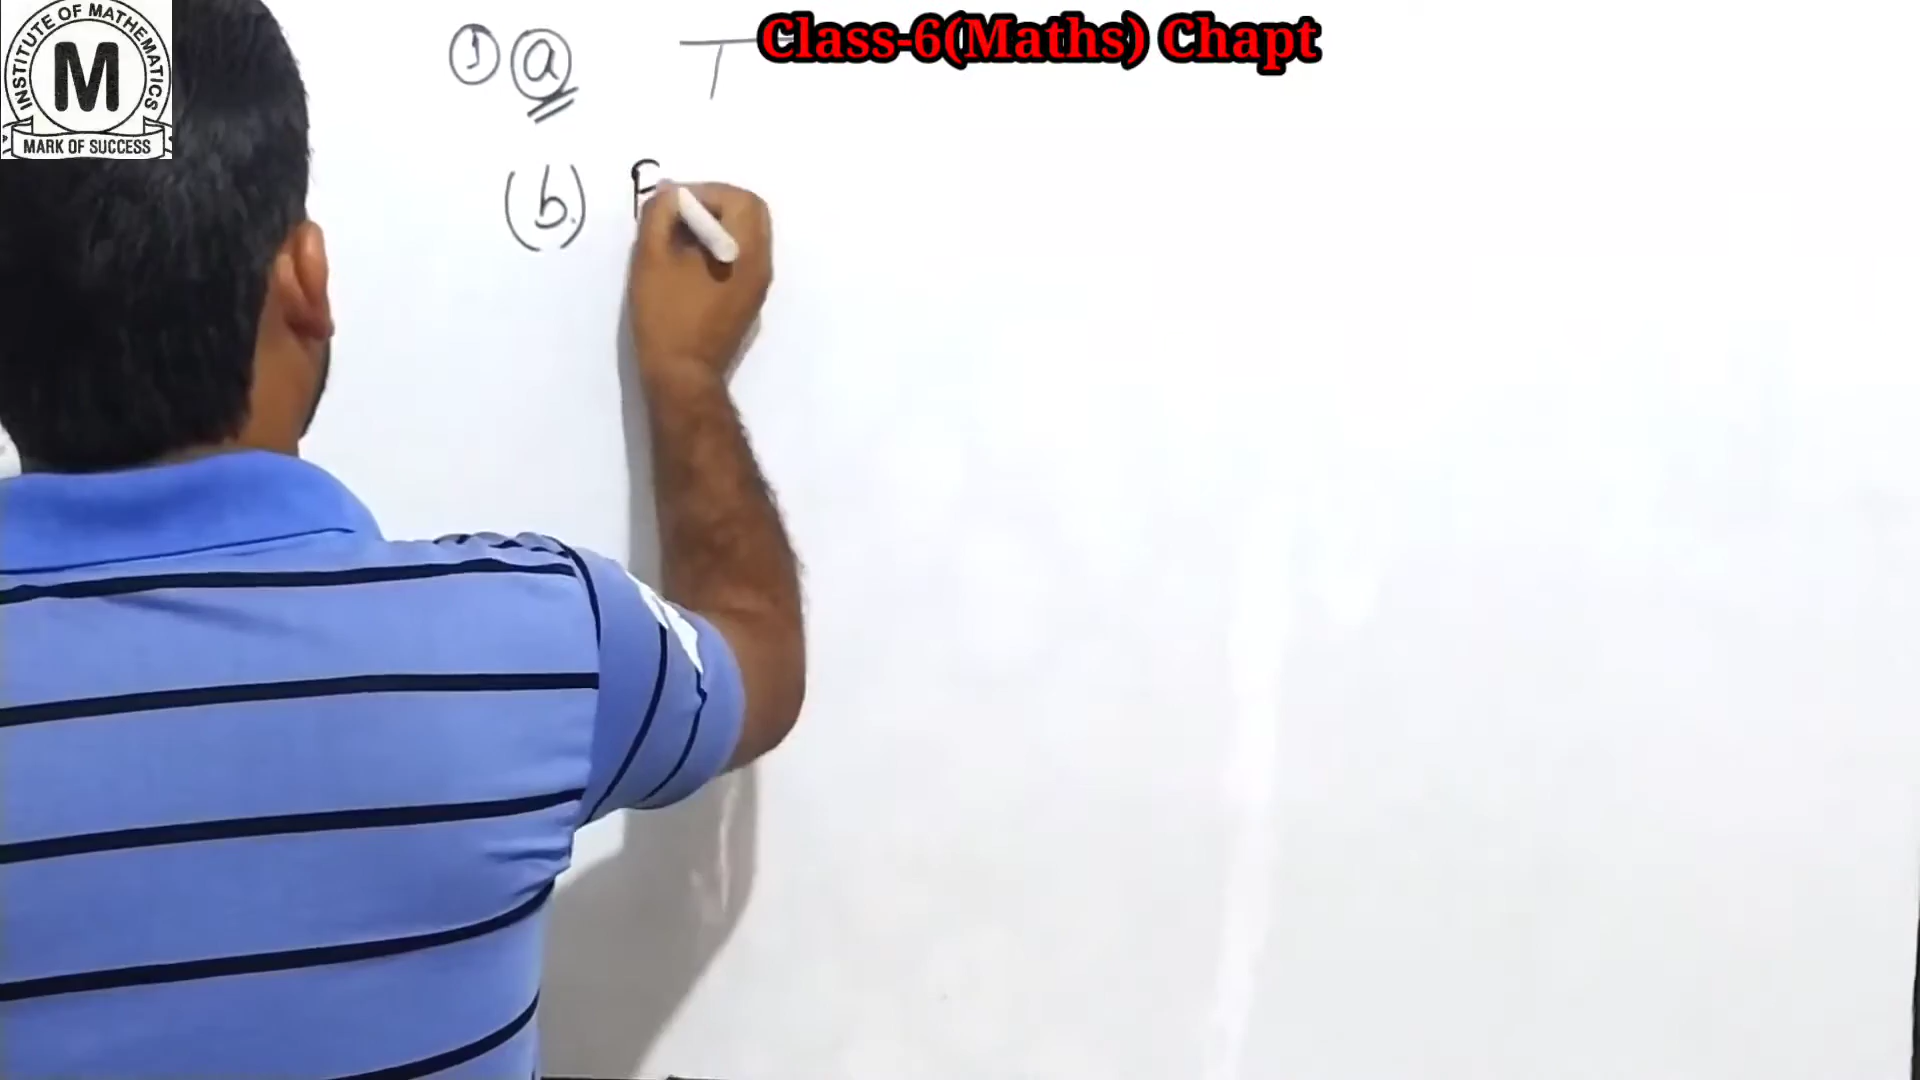 INSTITUTE OF MATHEMATICS
M
MARK OF SUCCESS
Class-6(Maths) Chapt
1 a T
(b.) F